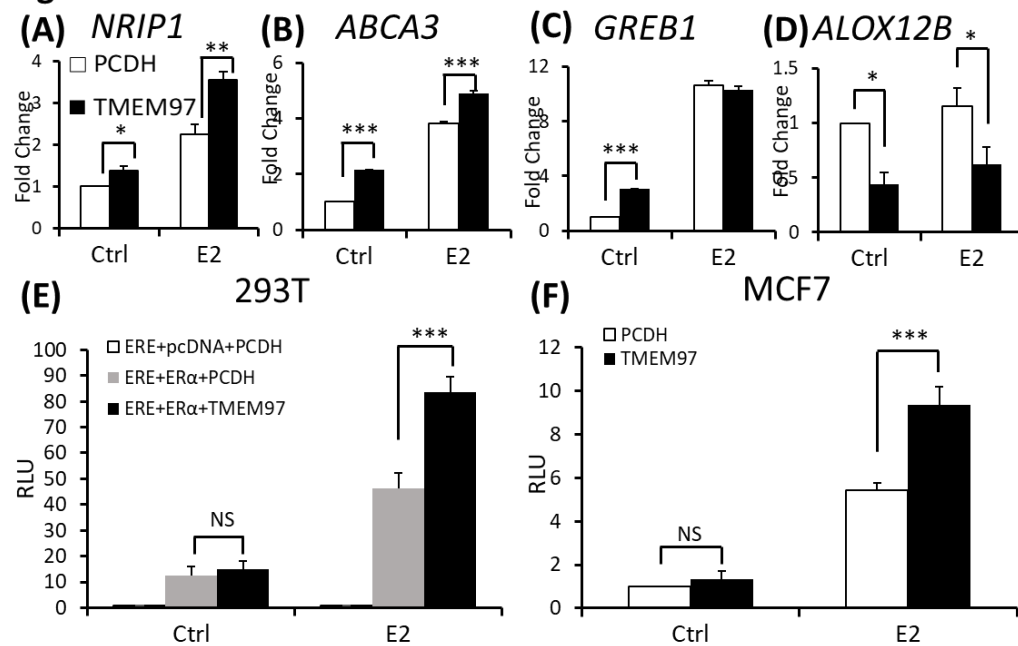 (A) NRIP1
(B) ABCA3
(C) GREB1
(D) ALOX12B
Fold Change
4
3
2
1
0
PCDH
TMEM97
*
**
Ctrl
E2
Fold Change
6
4
2
0
***
***
Ctrl
E2
Fold Change
12
8
4
0
***
Ctrl
E2
Fold Change
1.5
1
0.5
0
*
*
Ctrl
E2
(E) 293T
RLU
100
90
80
70
60
50
40
30
20
10
0
ERE+pcDNA+PCDH
ERE+ERα+PCDH
ERE+ERα+TMEM97
NS
***
Ctrl
E2
(F) MCF7
RLU
12
10
8
6
4
2
0
PCDH
TMEM97
NS
***
Ctrl
E2